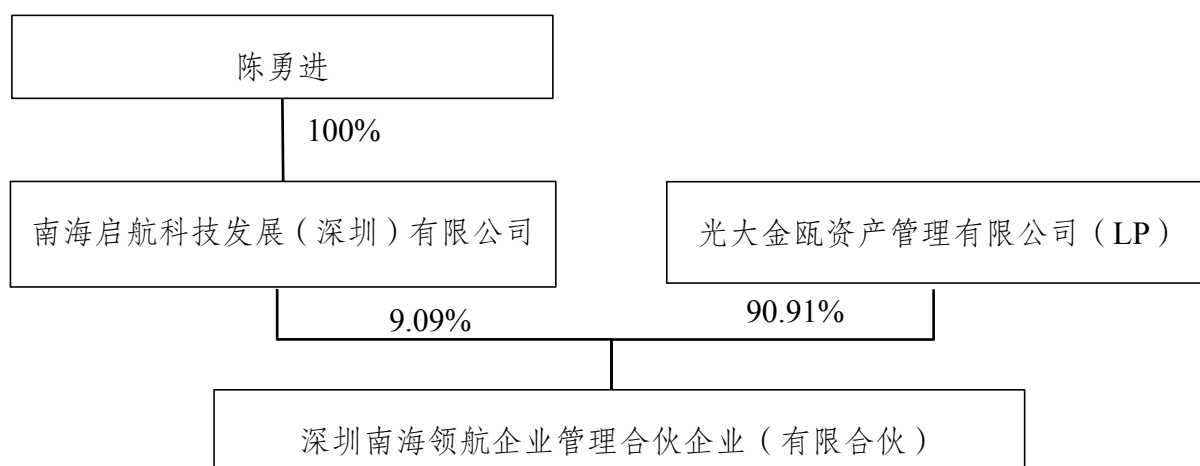 陈勇进
100%
南海启航科技发展（深圳）有限公司
光大金瓯资产管理有限公司（LP）
9.09%
90.91%
深圳南海领航企业管理合伙企业（有限合伙）